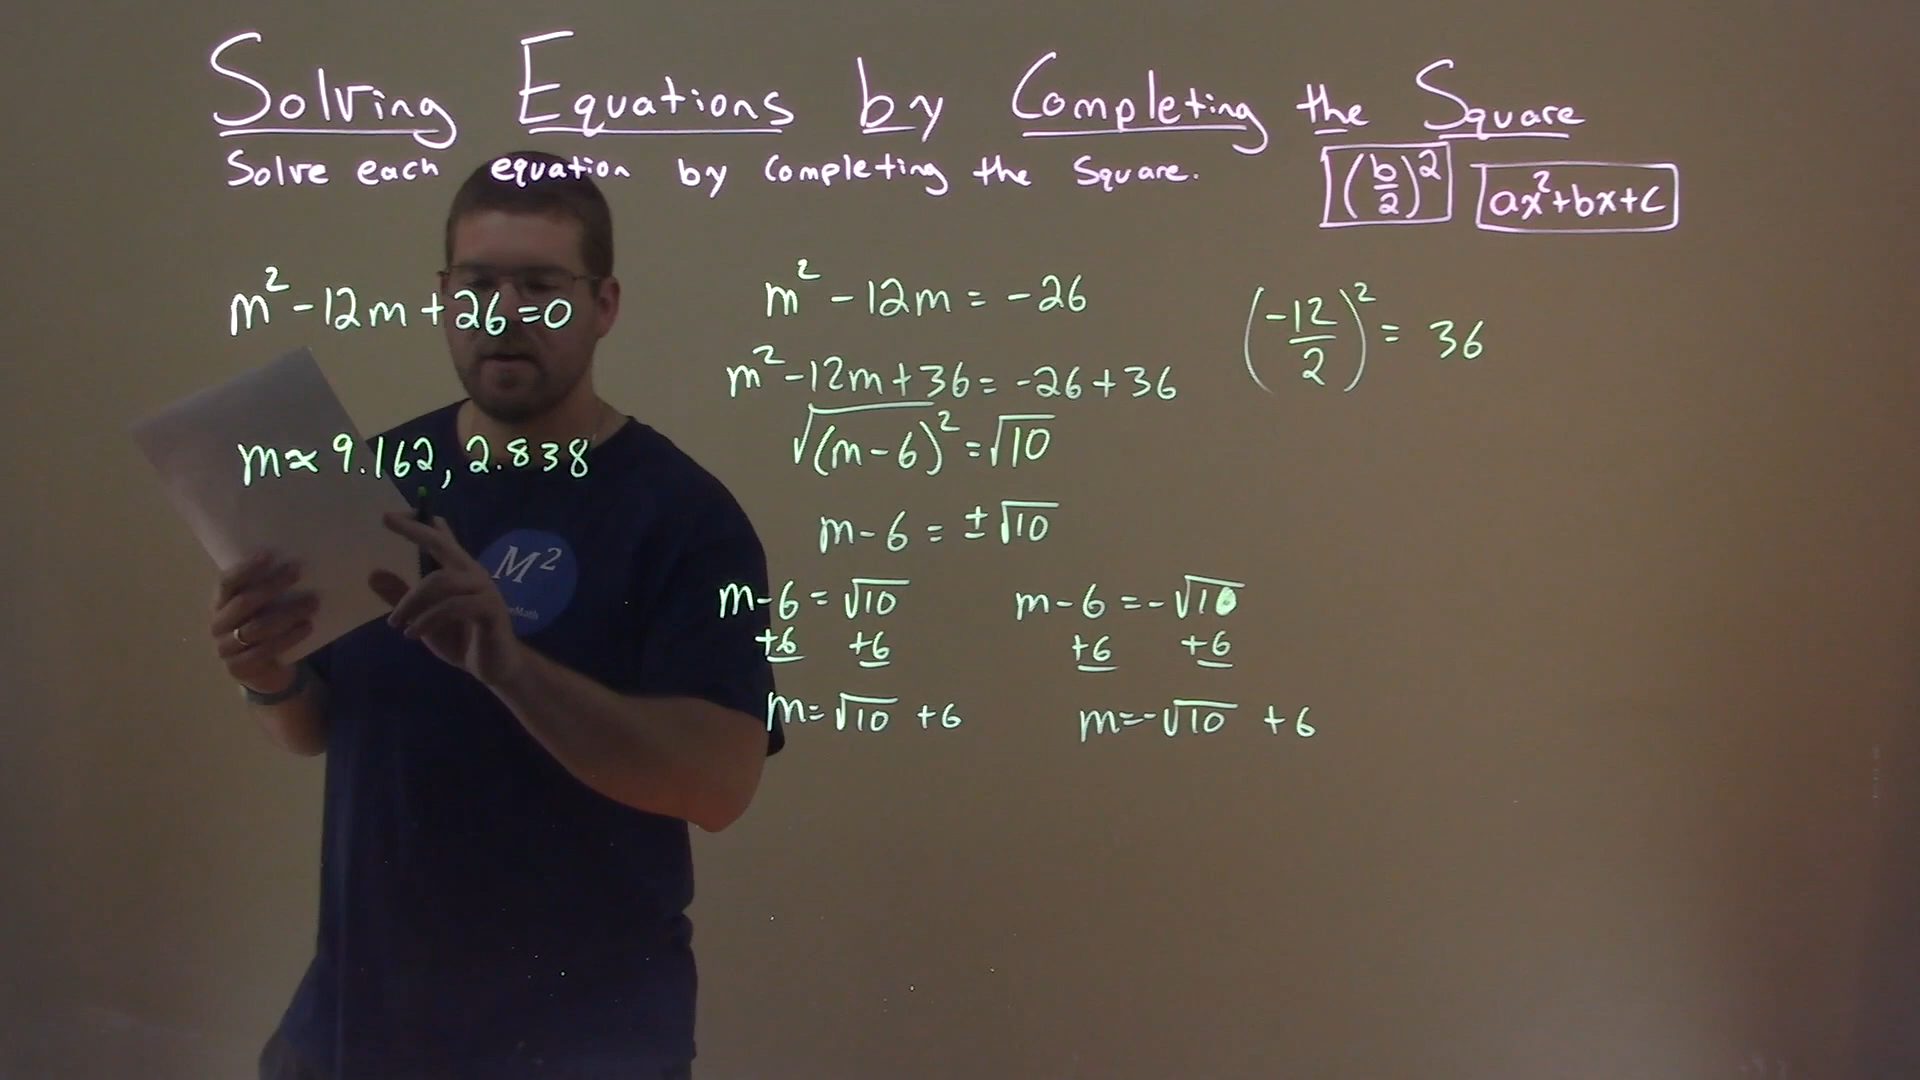 Solving Equations by Completing the Square
Solve each equation by completing the Square.
(b/2)²
ax²+bx+c
m²-12m+26=0
m≈9.162, 2.838
m²-12m=-26
(-12/2)²=36
m²-12m+36=-26+36
√(m-6)²=√10
m-6=±√10
m-6=√10
+6 +6
m=√10+6
m-6=-√10
+6 +6
m=-√10+6
M²